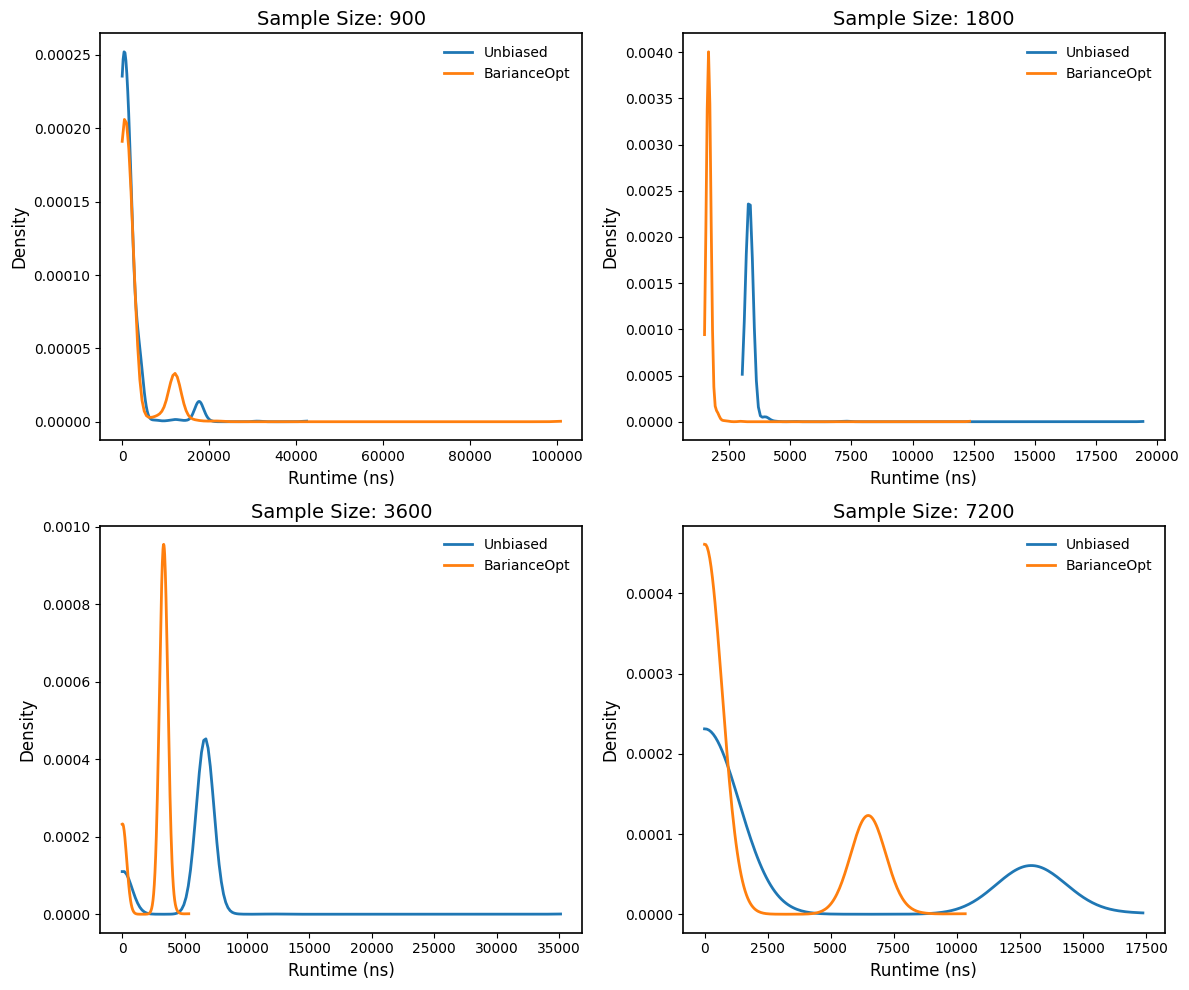 Sample Size: 900
Unbiased
BarianceOpt
0.00025
0.00020
0.00015
0.00010
0.00005
0.00000
Density
0 20000 40000 60000 80000 100000
Runtime (ns)
Sample Size: 1800
Unbiased
BarianceOpt
0.0040
0.0035
0.0030
0.0025
0.0020
0.0015
0.0010
0.0005
0.0000
Density
2500 5000 7500 10000 12500 15000 17500 20000
Runtime (ns)
Sample Size: 3600
Unbiased
BarianceOpt
0.0010
0.0008
0.0006
0.0004
0.0002
0.0000
Density
0 5000 10000 15000 20000 25000 30000 35000
Runtime (ns)
Sample Size: 7200
Unbiased
BarianceOpt
0.0004
0.0003
0.0002
0.0001
0.0000
Density
0 2500 5000 7500 10000 12500 15000 17500
Runtime (ns)